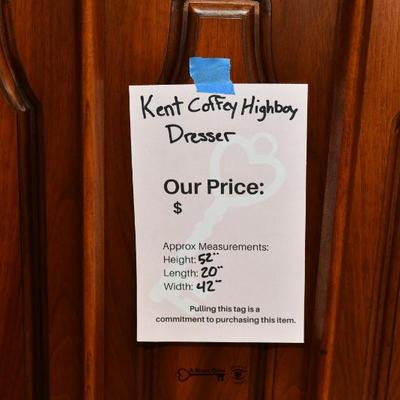 Kent Coffey Highboy
Dresser
Our Price:
$
Approx Measurements:
Height: 52"
Length: 20"
Width: 42"
Pulling this tag is a
commitment to purchasing this item.